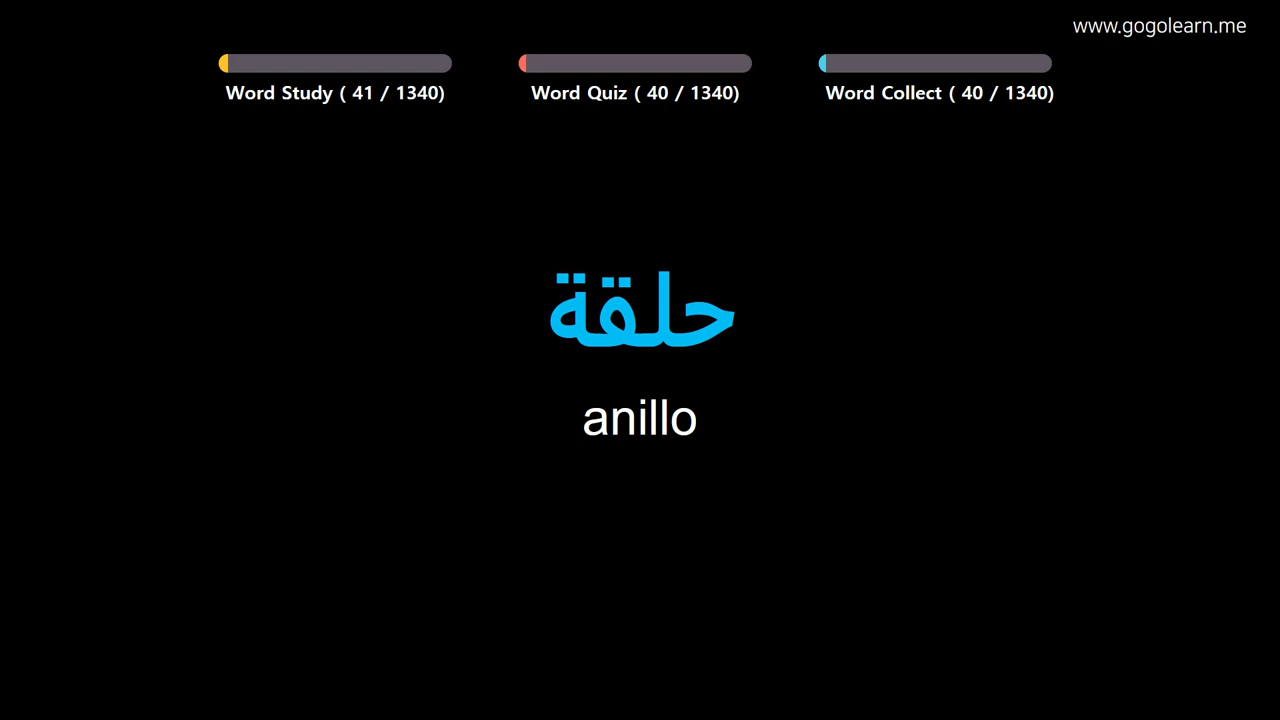 www.gogolearn.me
Word Study ( 41 / 1340)
Word Quiz ( 40 / 1340)
Word Collect ( 40 / 1340)
حلقة
anillo